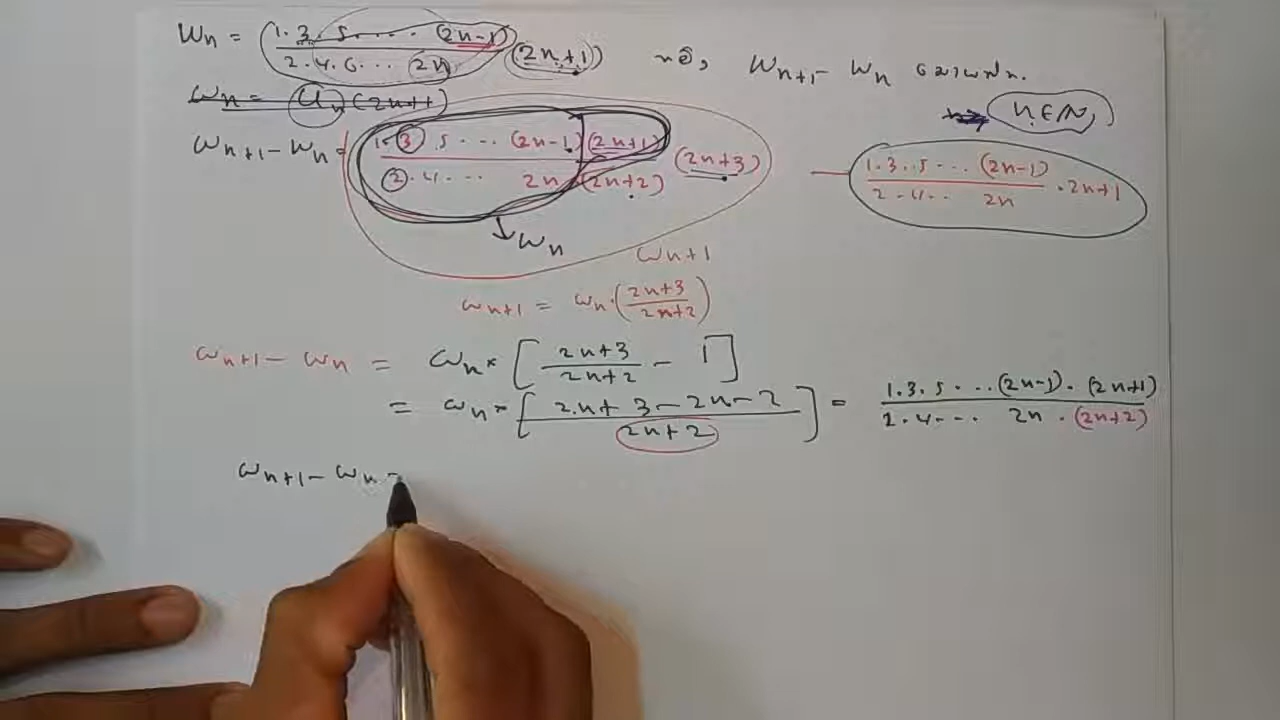 Wn = (1.3.5.... (2n-1) / 2.4.6... (2n)) (2n+1) නම්, Wn+1 - Wn
Wn = Un (2n+1)
n ∈ N,
Wn+1 - Wn = 1.3.5. ... (2n-1)(2n+1) / 2.4... 2n.(2n+2) (2n+3) — 1.3.5... (2n-1) / 2.4.. 2n . 2n+1
↓ Wn
Wn+1
Wn+1 = Wn . (2n+3 / 2n+2)
Wn+1 - Wn = Wn * [2n+3 / 2n+2 - 1]
= Wn * [2n+3-2n-2 / 2n+2] = 1.3.5...(2n-1).(2n+1) / 2.4.... 2n.(2n+2)
Wn+1 - Wn -